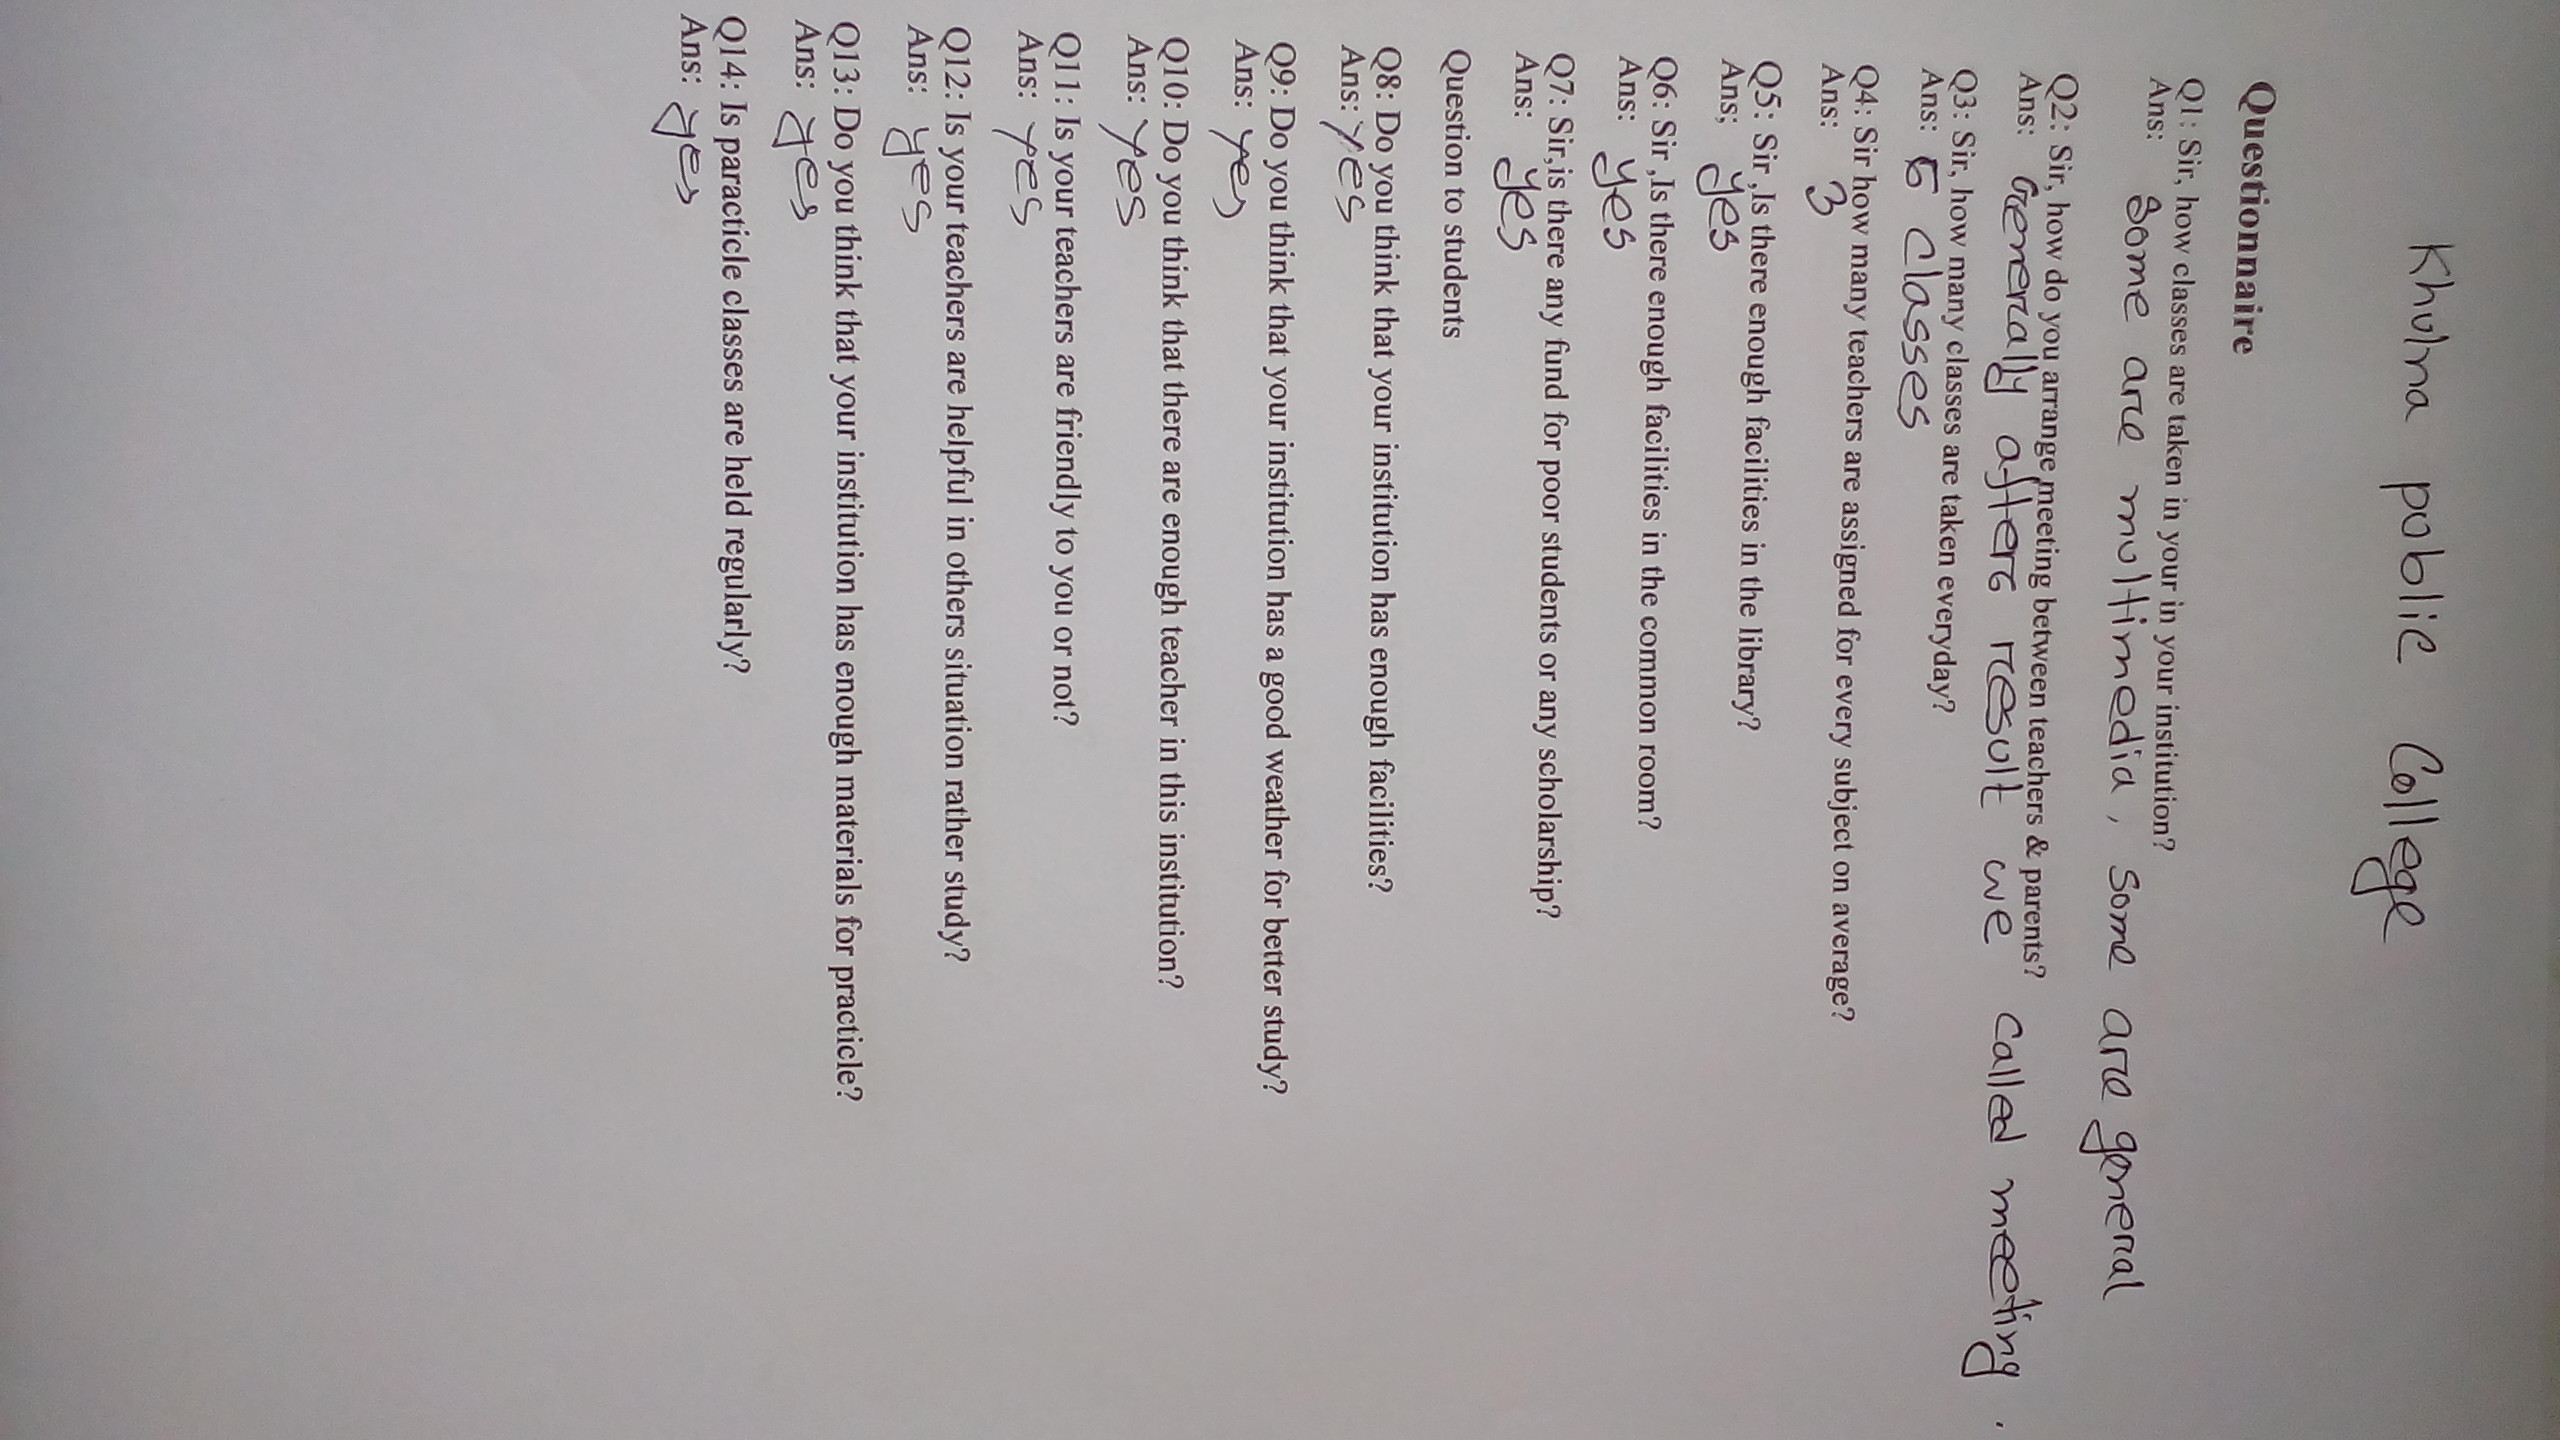 Khulna public College
Questionnaire
Q1: Sir, how classes are taken in your in your institution?
Ans: Some are multimedia, some are general
Q2: Sir, how do you arrange meeting between teachers & parents?
Ans: Generally after result we called meeting.
Q3: Sir, how many classes are taken everyday?
Ans: classes
Q4: Sir how many teachers are assigned for every subject on average?
Ans: 3
Q5: Sir ,Is there enough facilities in the library?
Ans; yes
Q6: Sir ,Is there enough facilities in the common room?
Ans: yes
Q7: Sir,is there any fund for poor students or any scholarship?
Ans: yes
Question to students
Q8: Do you think that your institution has enough facilities?
Ans: yes
Q9: Do you think that your institution has a good weather for better study?
Ans: yes
Q10: Do you think that there are enough teacher in this institution?
Ans: yes
Q11: Is your teachers are friendly to you or not?
Ans: yes
Q12: Is your teachers are helpful in others situation rather study?
Ans: yes
Q13: Do you think that your institution has enough materials for practicle?
Ans: yes
Q14: Is paracticle classes are held regularly?
Ans: yes